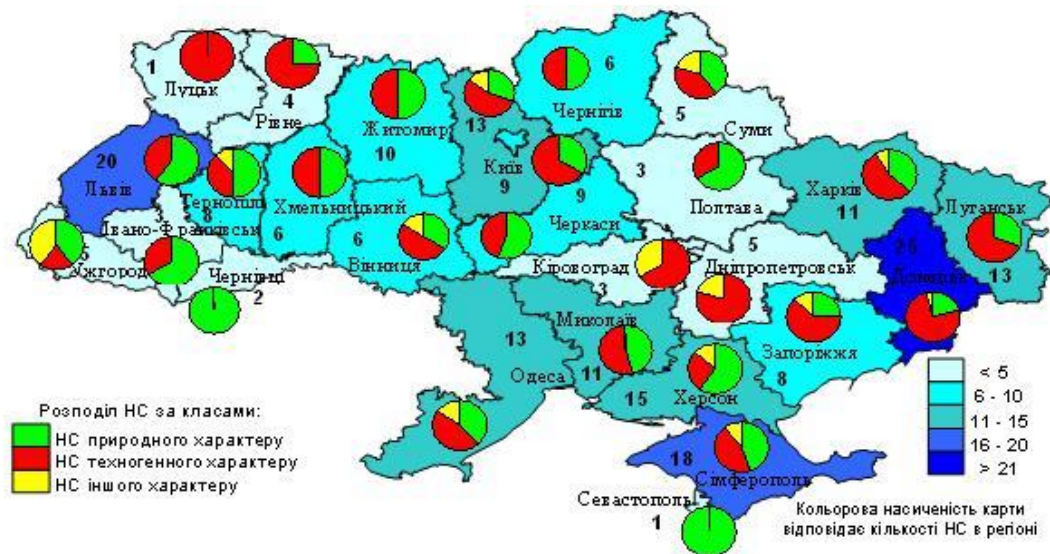 1
Луцьк
4
Рівне
Житомир
10
13
Київ
9
6
Чернігів
5
Суми
20
Львів
Тернопіль
8
Хмельницький
6
6
Вінниця
9
Черкаси
3
Полтава
Харків
11
Луганськ
13
3
Івано-Франківськ
5
Ужгород
Чернівці
2
Кіровоград
3
5
Дніпропетровськ
Донецьк
13
Одеса
Миколаїв
11
15
Херсон
Запоріжжя
8
18
Сімферополь
Севастополь
1
Розподіл НС за класами:
НС природного характеру
НС техногенного характеру
НС іншого характеру
< 5
6 - 10
11 - 15
16 - 20
> 21
Кольорова насиченість карти
відповідає кількості НС в регіоні